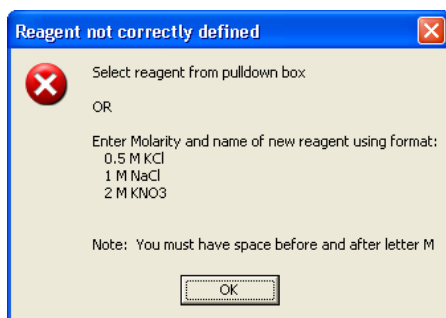 Reagent not correctly defined
Select reagent from pulldown box
OR
Enter Molarity and name of new reagent using format:
0.5 M KCl
1 M NaCl
2 M KNO3
Note:  You must have space before and after letter M
OK